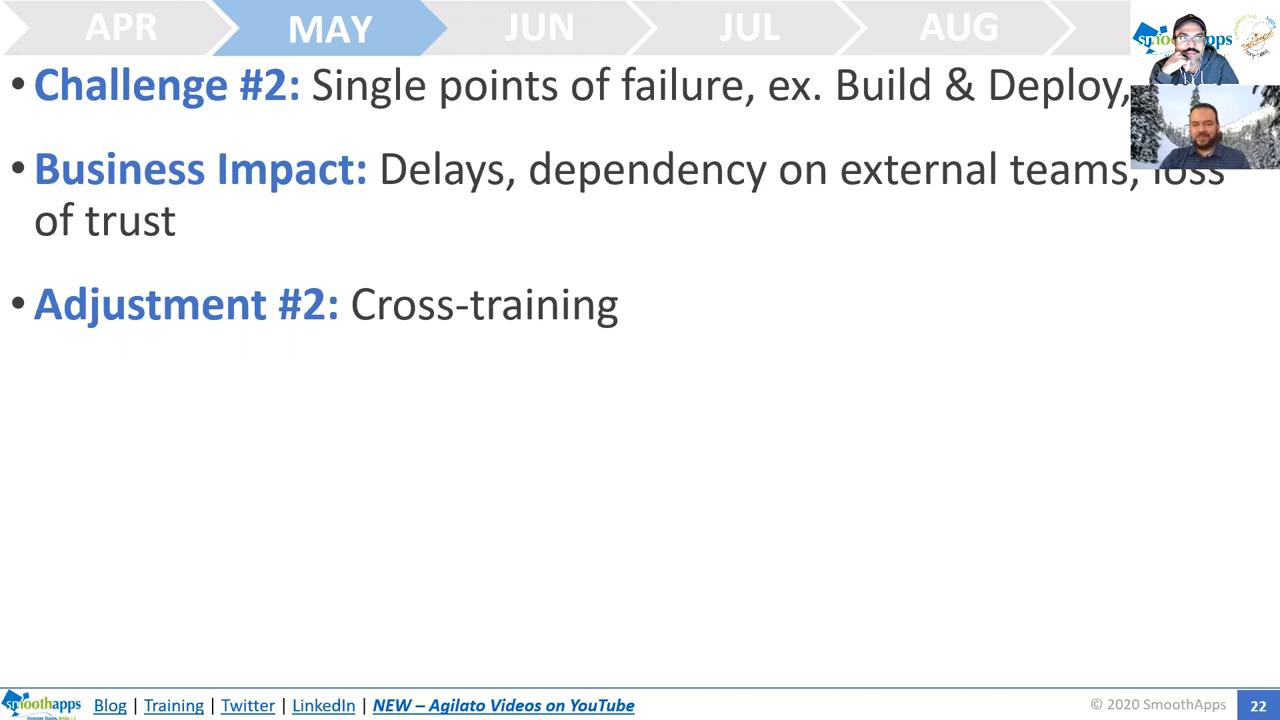 APR MAY JUN JUL AUG
smoothapps
• Challenge #2: Single points of failure, ex. Build & Deploy,
• Business Impact: Delays, dependency on external teams, loss
of trust
• Adjustment #2: Cross-training
smoothapps Blog | Training | Twitter | LinkedIn | NEW – Agilato Videos on YouTube © 2020 SmoothApps 22